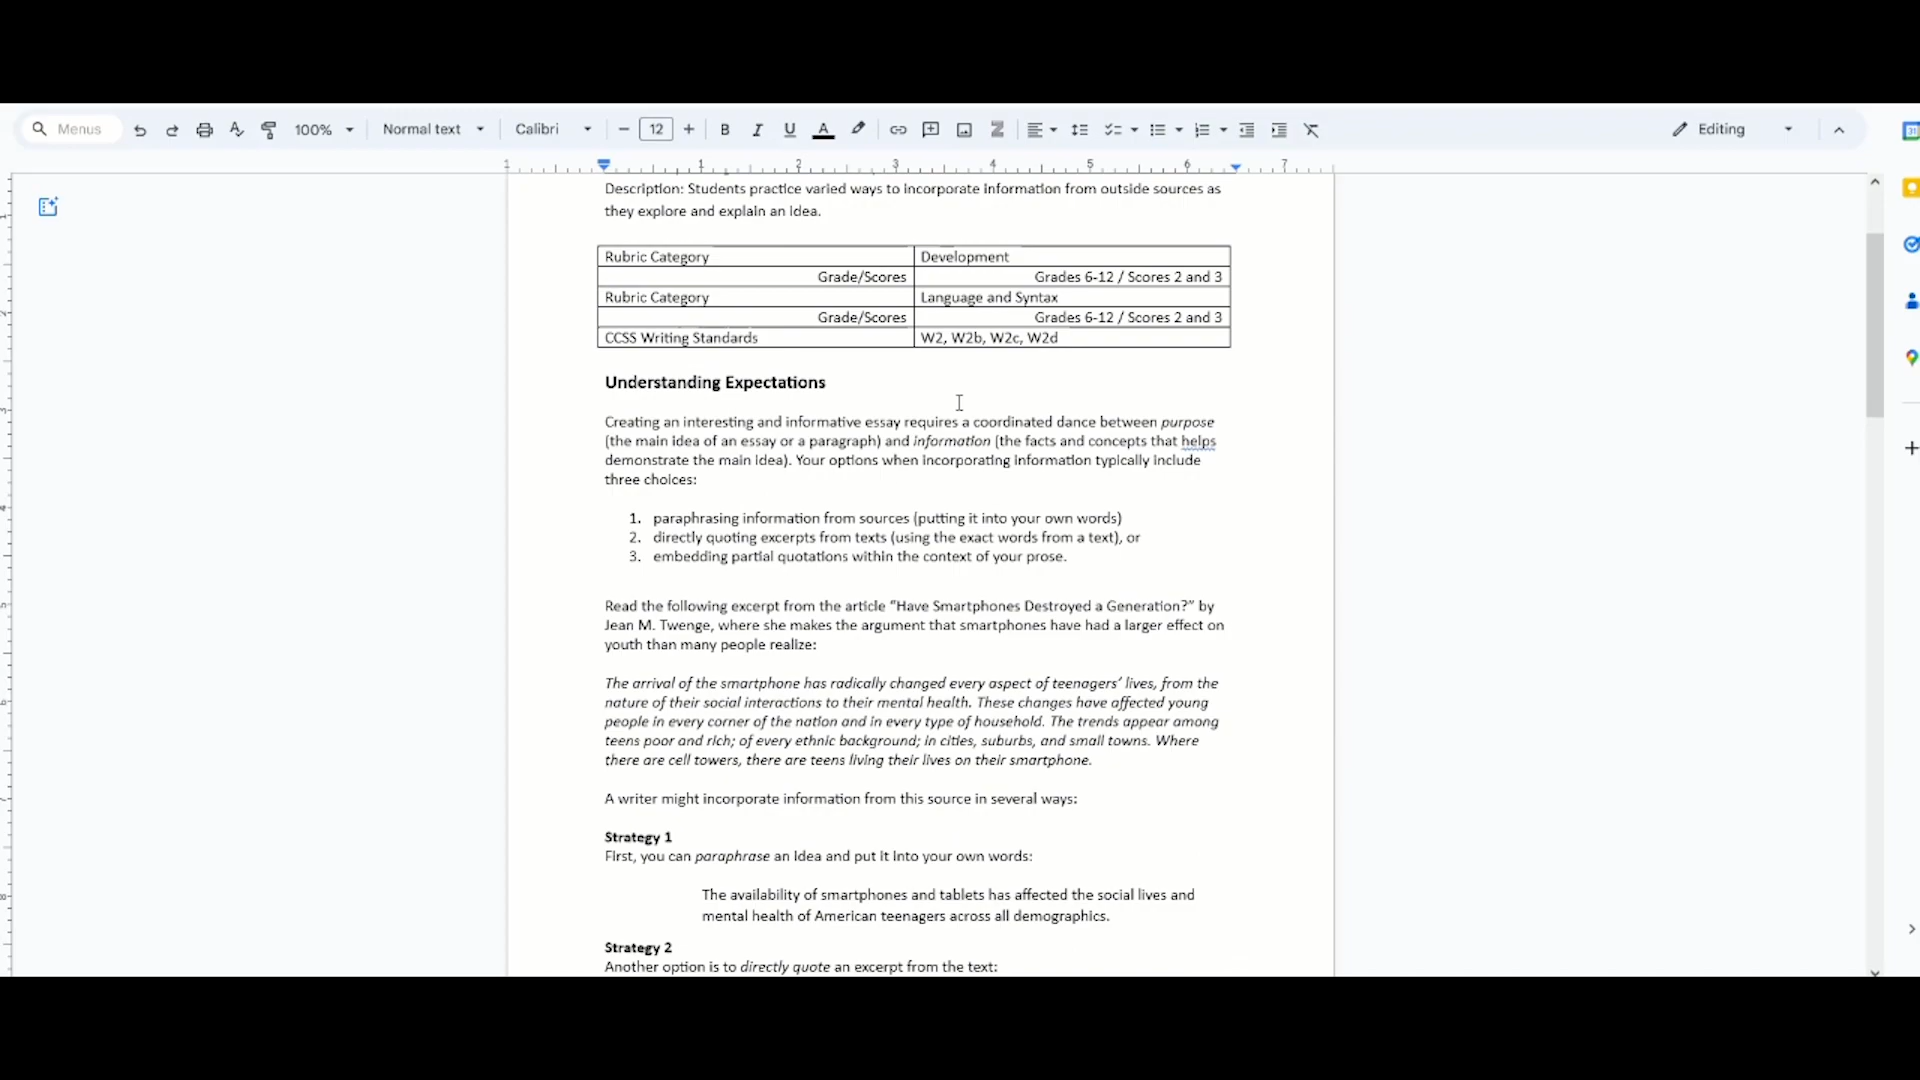 Menus
100%
Normal text
Calibri
12
Editing
1 1 2 3 4 5 6 7
Description: Students practice varied ways to incorporate information from outside sources as
they explore and explain an idea.
Rubric Category Development
Grade/Scores Grades 6-12 / Scores 2 and 3
Rubric Category Language and Syntax
Grade/Scores Grades 6-12 / Scores 2 and 3
CCSS Writing Standards W2, W2b, W2c, W2d
Understanding Expectations
Creating an interesting and informative essay requires a coordinated dance between purpose
(the main idea of an essay or a paragraph) and information (the facts and concepts that helps
demonstrate the main idea). Your options when incorporating information typically include
three choices:
1. paraphrasing information from sources (putting it into your own words)
2. directly quoting excerpts from texts (using the exact words from a text), or
3. embedding partial quotations within the context of your prose.
Read the following excerpt from the article “Have Smartphones Destroyed a Generation?” by
Jean M. Twenge, where she makes the argument that smartphones have had a larger effect on
youth than many people realize:
The arrival of the smartphone has radically changed every aspect of teenagers’ lives, from the
nature of their social interactions to their mental health. These changes have affected young
people in every corner of the nation and in every type of household. The trends appear among
teens poor and rich; of every ethnic background; in cities, suburbs, and small towns. Where
there are cell towers, there are teens living their lives on their smartphone.
A writer might incorporate information from this source in several ways:
Strategy 1
First, you can paraphrase an idea and put it into your own words:
The availability of smartphones and tablets has affected the social lives and
mental health of American teenagers across all demographics.
Strategy 2
Another option is to directly quote an excerpt from the text: